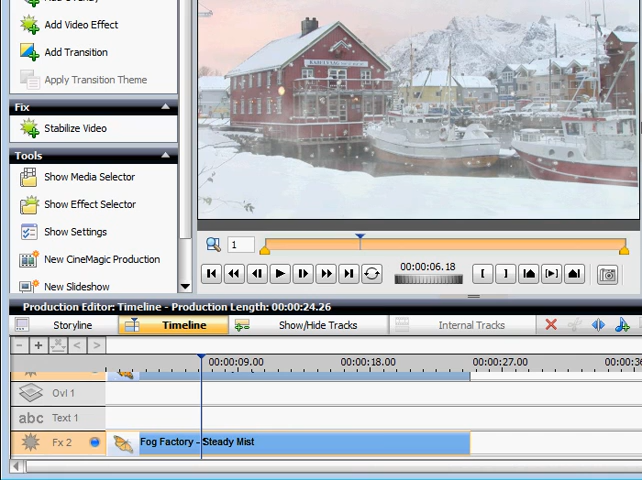 Add Video Effect
Add Transition
Apply Transition Theme
Fix
Stabilize Video
Tools
Show Media Selector
Show Effect Selector
Show Settings
New CineMagic Production
New Slideshow
1
00:00:06.18
Production Editor: Timeline - Production Length: 00:00:24.26
Storyline
Timeline
Show/Hide Tracks
Internal Tracks
00:00:09.00
00:00:18.00
00:00:27.00
Ovl 1
abc Text 1
Fx 2
Fog Factory - Steady Mist